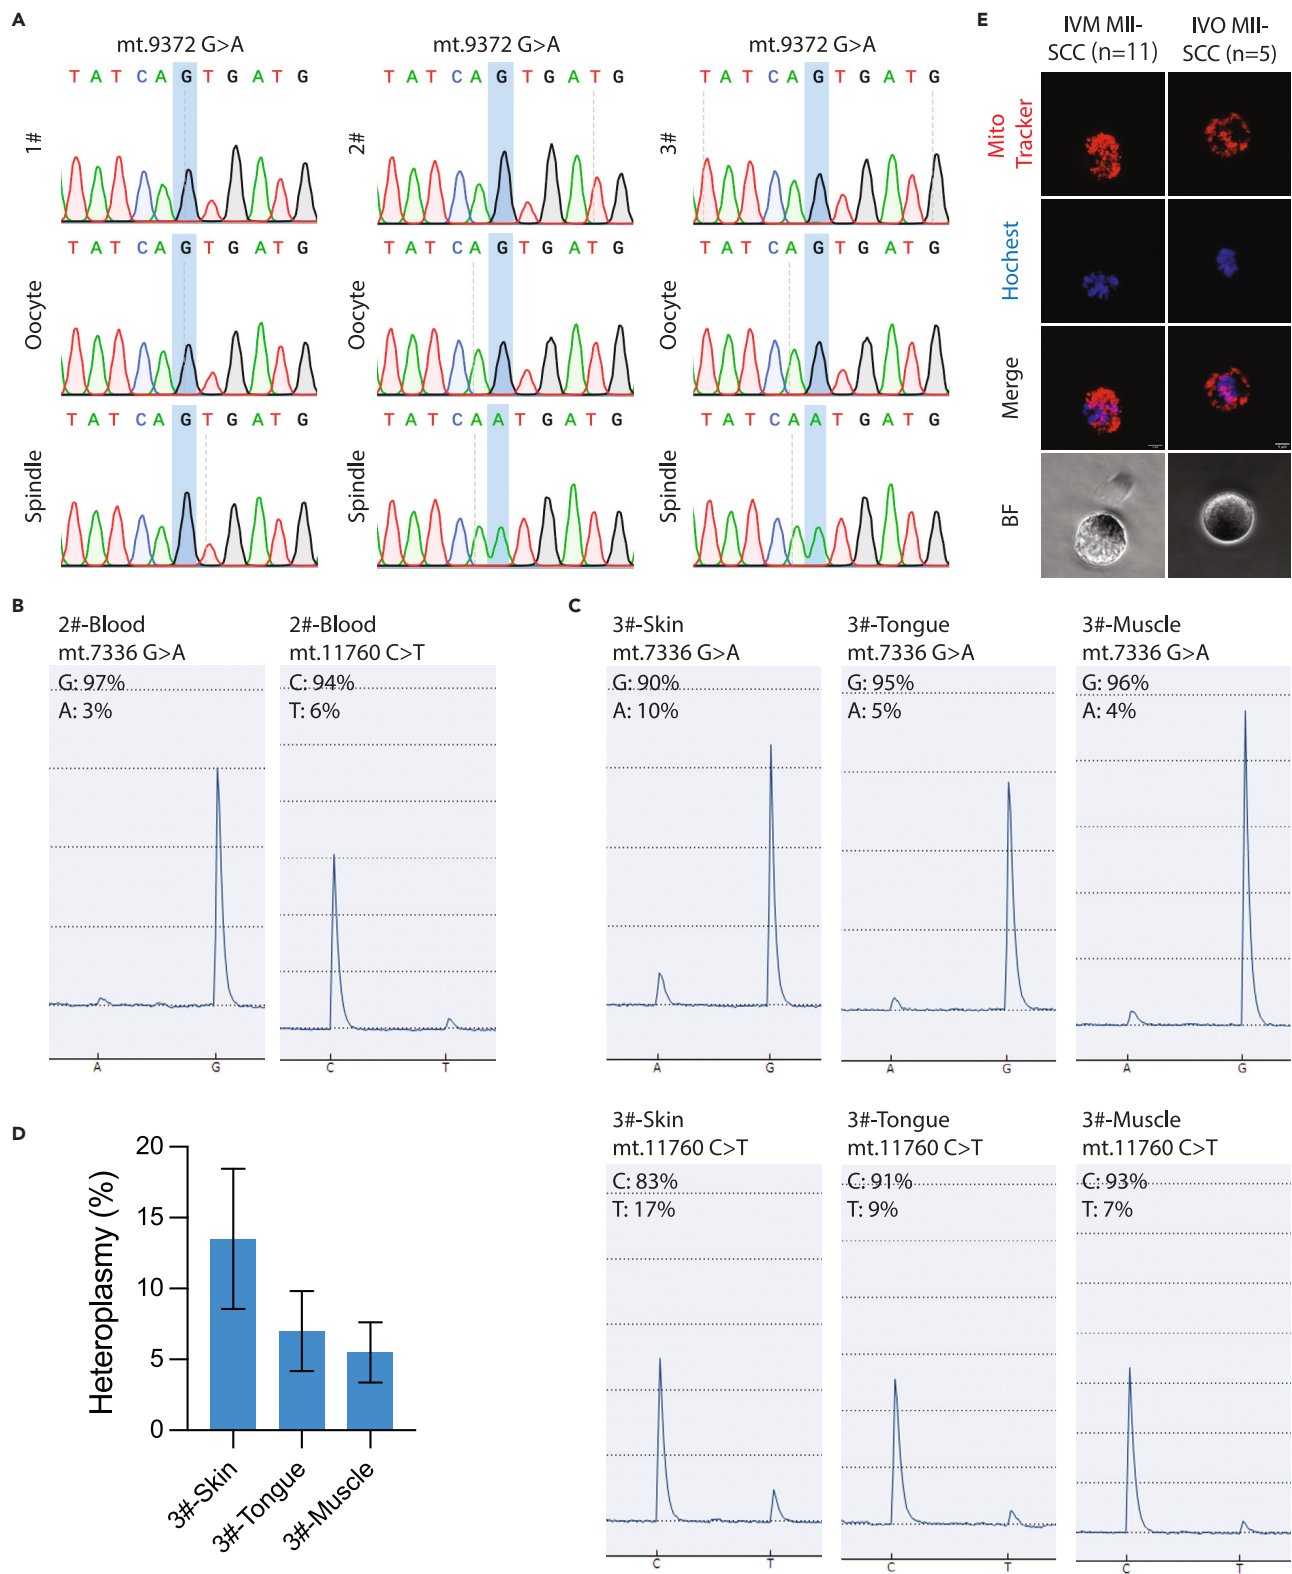 A
mt.9372 G>A
mt.9372 G>A
mt.9372 G>A
T A T C A G T G A T G
T A T C A G T G A T G
T A T C A G T G A T G
1#
2#
3#
T A T C A G T G A T G
T A T C A G T G A T G
T A T C A G T G A T G
Oocyte
Oocyte
Oocyte
T A T C A G T G A T G
T A T C A A T G A T G
T A T C A A T G A T G
Spindle
Spindle
Spindle
E
IVM MII-
SCC (n=11)
IVO MII-
SCC (n=5)
Mito
Tracker
Hochest
Merge
BF
B
2#-Blood
mt.7336 G>A
G: 97%
A: 3%
A G
2#-Blood
mt.11760 C>T
C: 94%
T: 6%
C T
C
3#-Skin
mt.7336 G>A
G: 90%
A: 10%
A G
3#-Tongue
mt.7336 G>A
G: 95%
A: 5%
A G
3#-Muscle
mt.7336 G>A
G: 96%
A: 4%
A G
3#-Skin
mt.11760 C>T
C: 83%
T: 17%
C T
3#-Tongue
mt.11760 C>T
C: 91%
T: 9%
C T
3#-Muscle
mt.11760 C>T
C: 93%
T: 7%
C T
D
Heteroplasmy (%)
20
15
10
5
0
3#-Skin
3#-Tongue
3#-Muscle